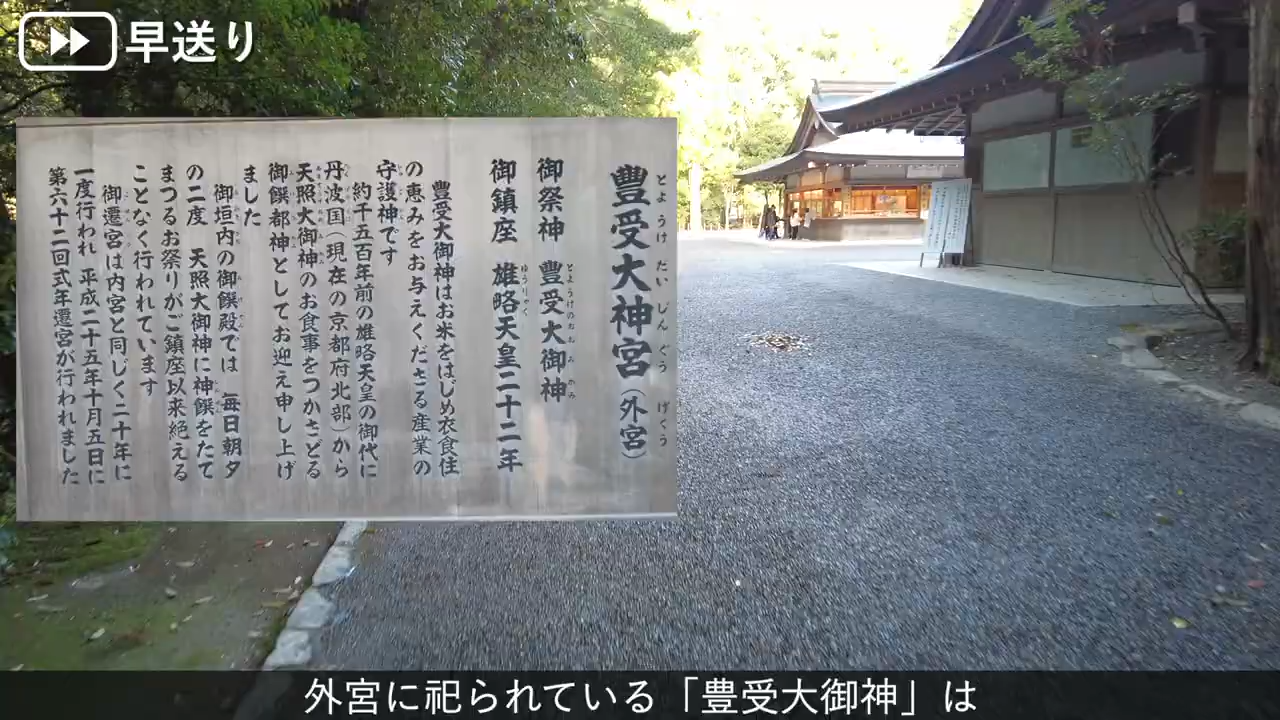 早送り
豊受大神宮(外宮)
とようけだいじんぐう げくう
御祭神 豊受大御神
とようけのおおみかみ
御鎮座 雄略天皇二十二年
ゆうりゃく
豊受大御神はお米をはじめ衣食住
の恵みをお与えくださる産業の
守護神です
約千五百年前の雄略天皇の御代に
丹波国(現在の京都府北部)から
天照大御神のお食事をつかさどる
御饌都神としてお迎え申し上げ
ました
御垣内の御饌殿では 毎日朝夕
の二度 天照大御神に神饌をたて
まつるお祭りがご鎮座以来絶える
ことなく行われています
御遷宮は内宮と同じく二十年に
一度行われ 平成二十五年十月五日に
第六十二回式年遷宮が行われました
外宮に祀られている「豊受大御神」は